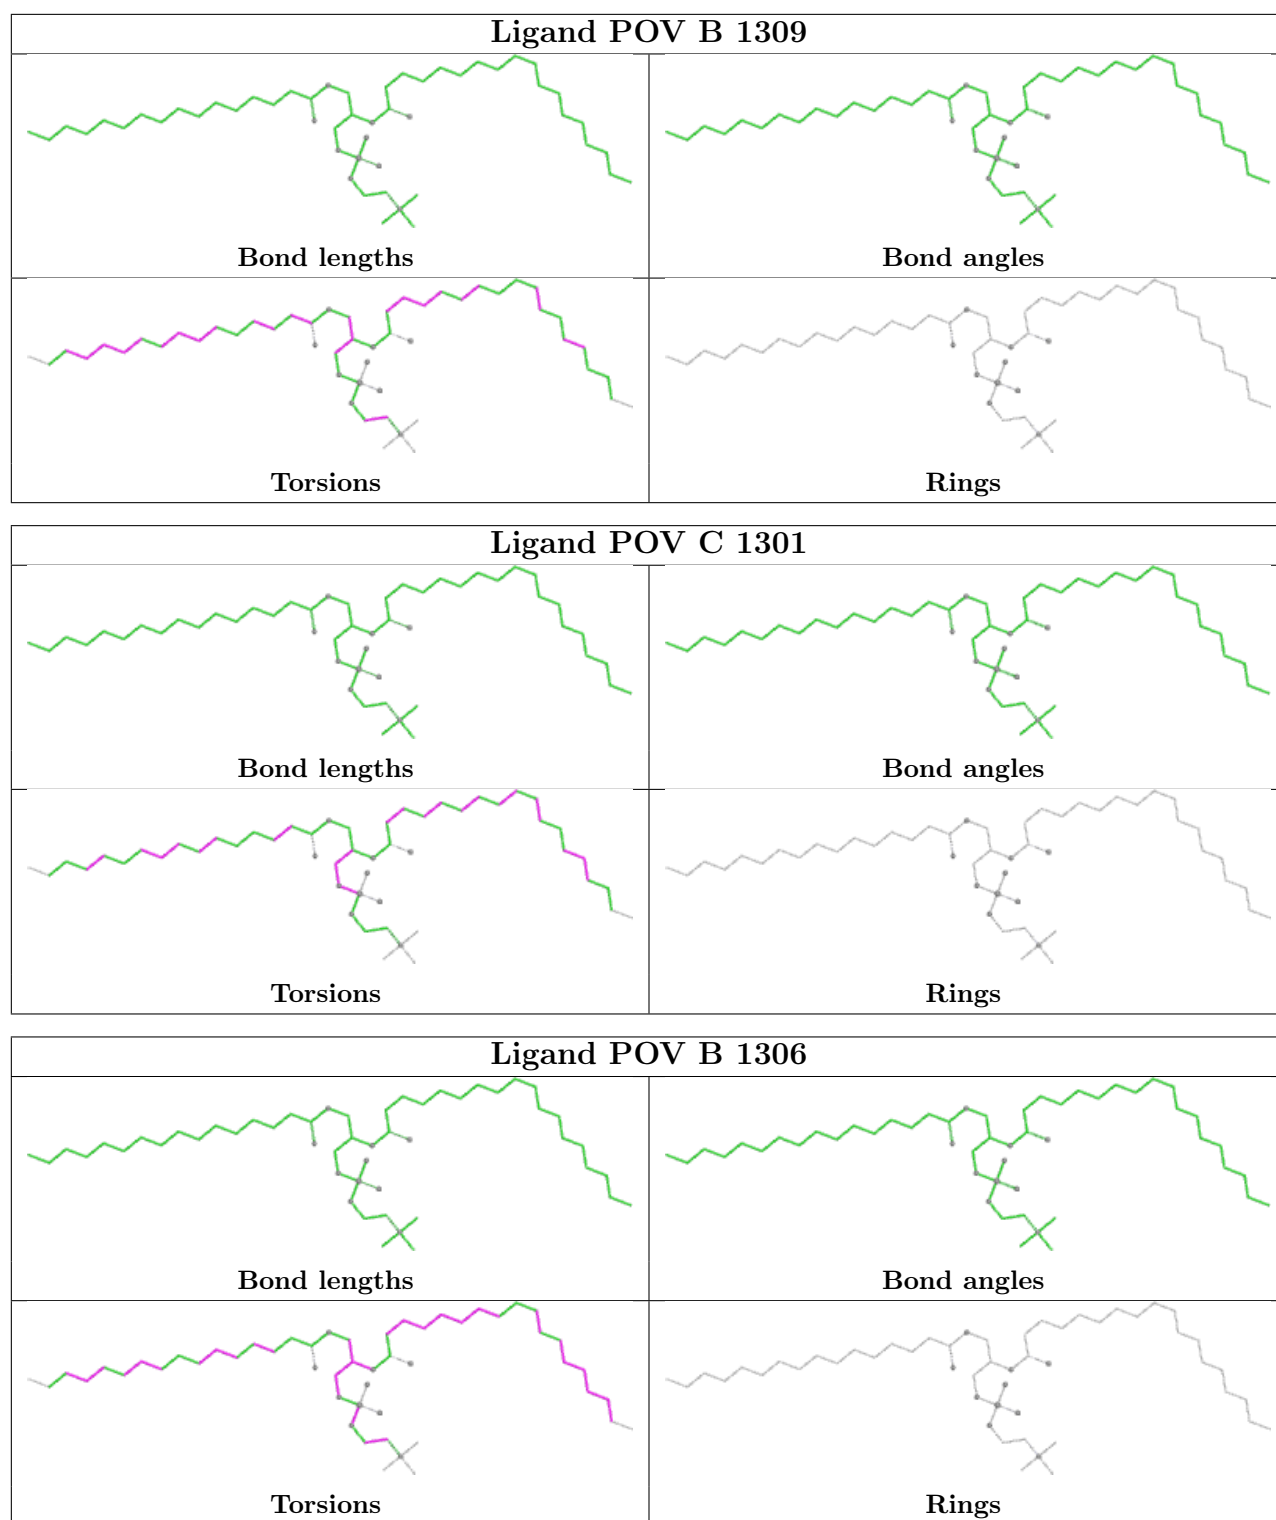 Ligand POV B 1309
Bond lengths
Bond angles
Torsions
Rings
Ligand POV C 1301
Bond lengths
Bond angles
Torsions
Rings
Ligand POV B 1306
Bond lengths
Bond angles
Torsions
Rings